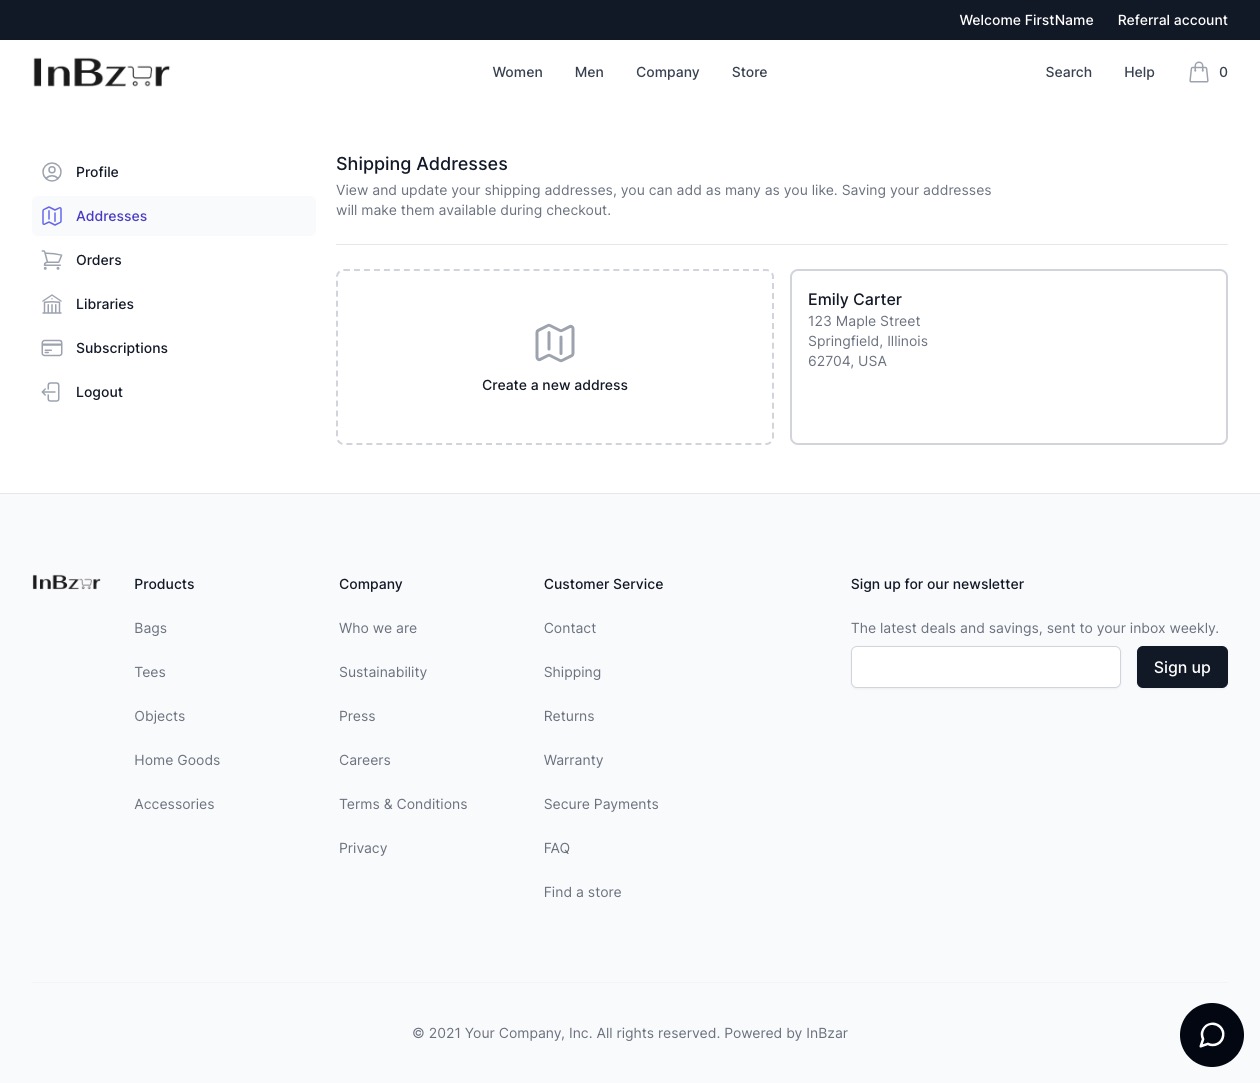 Welcome FirstName
Referral account
InBzar
Women
Men
Company
Store
Search
Help
0
Profile
Addresses
Orders
Libraries
Subscriptions
Logout
Shipping Addresses
View and update your shipping addresses, you can add as many as you like. Saving your addresses
will make them available during checkout.
Create a new address
Emily Carter
123 Maple Street
Springfield, Illinois
62704, USA
InBzar
Products
Bags
Tees
Objects
Home Goods
Accessories
Company
Who we are
Sustainability
Press
Careers
Terms & Conditions
Privacy
Customer Service
Contact
Shipping
Returns
Warranty
Secure Payments
FAQ
Find a store
Sign up for our newsletter
The latest deals and savings, sent to your inbox weekly.
Sign up
© 2021 Your Company, Inc. All rights reserved. Powered by InBzar